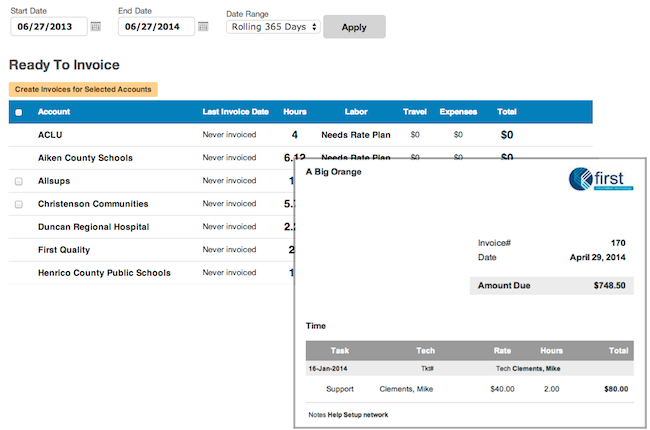 Start Date End Date Date Range
06/27/2013 06/27/2014 Rolling 365 Days Apply
Ready To Invoice
Create Invoices for Selected Accounts
Account Last Invoice Date Hours Labor Travel Expenses Total
ACLU Never invoiced 4 Needs Rate Plan $0 $0 $0
Aiken County Schools Never invoiced 6.12 Needs Rate Plan $0 $0 $0
Allsups Never invoiced 1
Christenson Communities Never invoiced 5.
Duncan Regional Hospital Never invoiced 2.
First Quality Never invoiced 2
Henrico County Public Schools Never invoiced 1
A Big Orange
first
Invoice# 170
Date April 29, 2014
Amount Due $748.50
Time
Task Tech Rate Hours Total
16-Jan-2014 Tkt# Tech Clements, Mike
Support Clements, Mike $40.00 2.00 $80.00
Notes Help Setup network